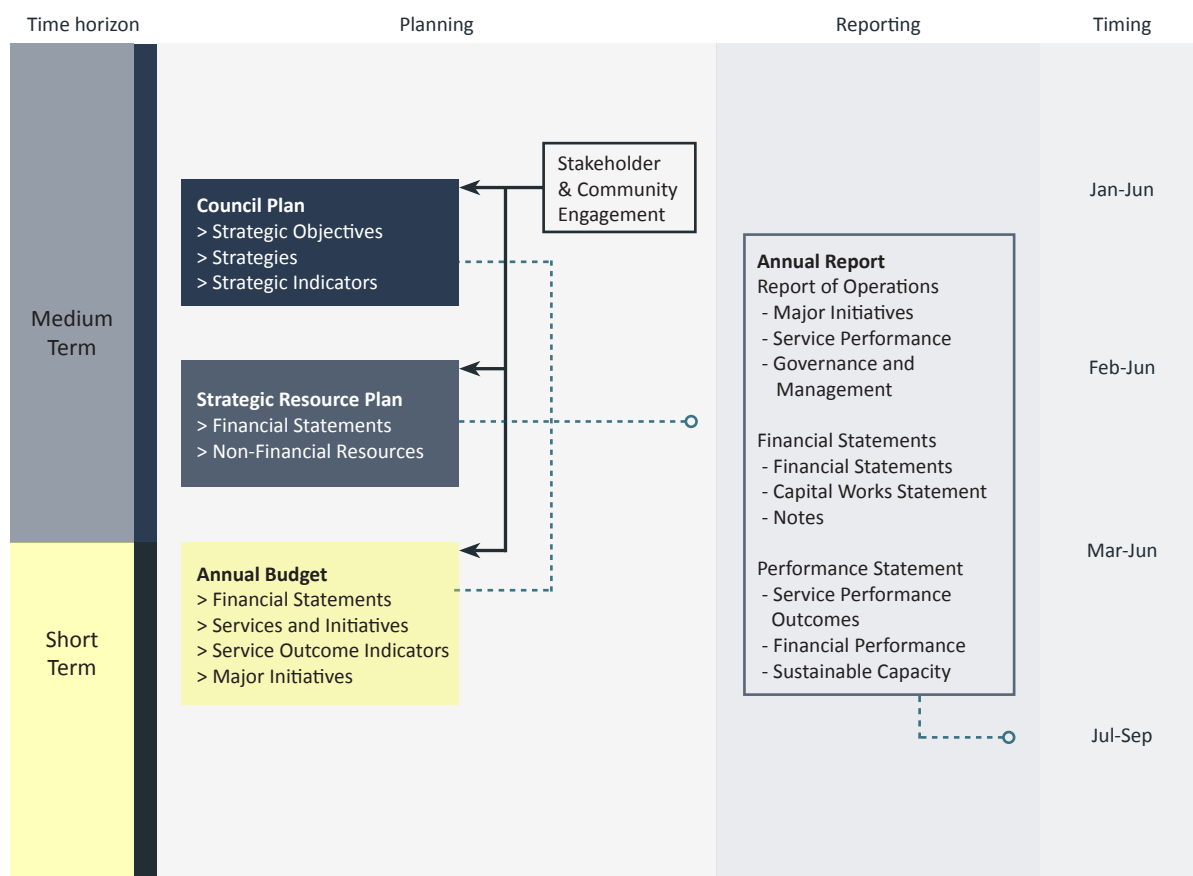 Time horizon
Planning
Reporting
Timing
Medium
Term
Short
Term
Stakeholder
& Community
Engagement
Council Plan
> Strategic Objectives
> Strategies
> Strategic Indicators
Strategic Resource Plan
> Financial Statements
> Non-Financial Resources
Annual Budget
> Financial Statements
> Services and Initiatives
> Service Outcome Indicators
> Major Initiatives
Annual Report
Report of Operations
- Major Initiatives
- Service Performance
- Governance and
Management
Financial Statements
- Financial Statements
- Capital Works Statement
- Notes
Performance Statement
- Service Performance
Outcomes
- Financial Performance
- Sustainable Capacity
Jan-Jun
Feb-Jun
Mar-Jun
Jul-Sep